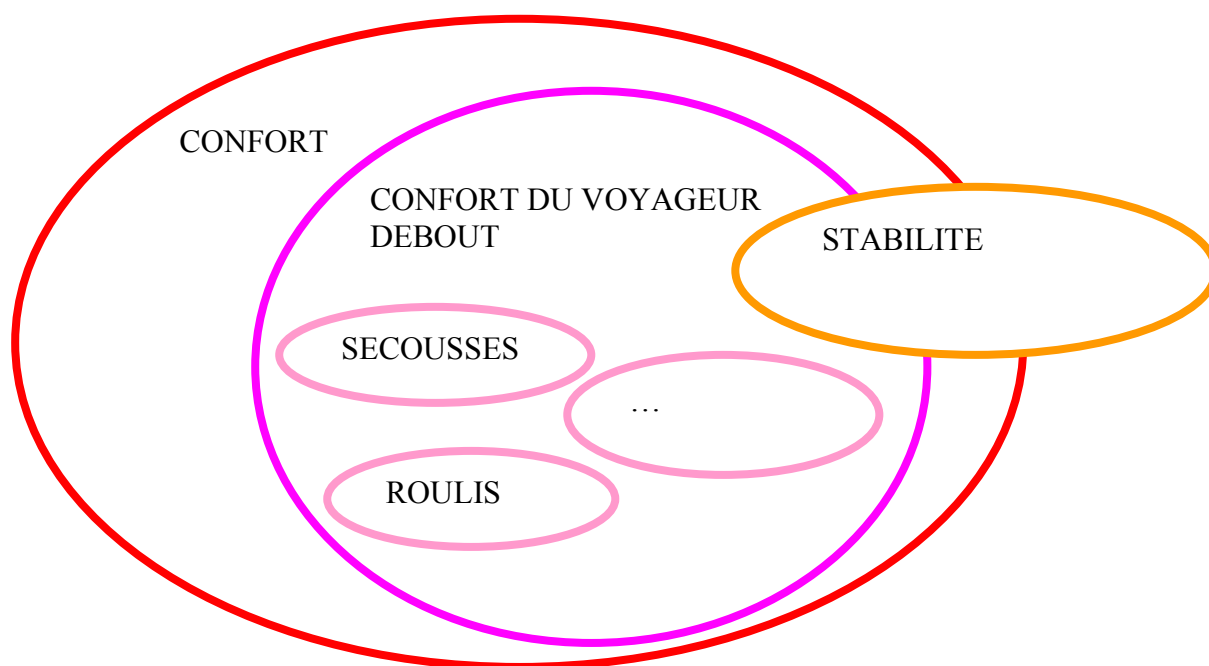 CONFORT
CONFORT DU VOYAGEUR
DEBOUT
STABILITE
SECOUSSES
…
ROULIS